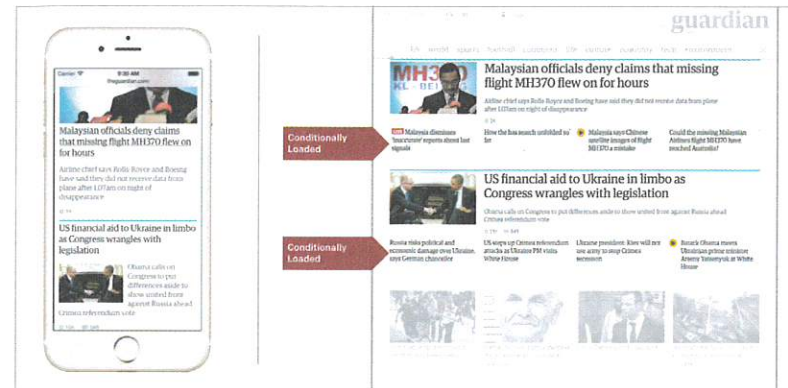 Carrier
9:30 AM
theguardian.com
Malaysian officials deny claims
that missing flight MH370 flew on
for hours
Airline chief says Rolls Royce and Boeing
have said they did not receive data from
plane after 1.07am on night of
disappearance
US financial aid to Ukraine in limbo
as Congress wrangles with
legislation
Obama calls on
Congress to put
differences aside to
show united front
against Russia ahead
Crimea referendum vote
Conditionally
Loaded
Conditionally
Loaded
guardian
MH370
KL - BEIJING
Malaysian officials deny claims that missing
flight MH370 flew on for hours
Airline chief says Rolls Royce and Boeing have said they did not receive data from plane
after 1.07am on night of disappearance
Malaysia dismisses
'inaccurate' reports about last
signals
How the sea search unfolded so
far
Malaysia says Chinese
satellite images of flight
MH370 a mistake
Could the missing Malaysian
Airlines flight MH370 have
reached Australia?
US financial aid to Ukraine in limbo as
Congress wrangles with legislation
Obama calls on Congress to put differences aside to show united front against Russia ahead
Crimea referendum vote
Russia risks political and
economic damage over Ukraine,
says German chancellor
US steps up Crimea referendum
attacks as Ukraine PM visits
White House
Ukraine president: Kiev will not
use army to stop Crimea
secession
Barack Obama meets
Ukrainian prime minister
Arseny Yatsenyuk at White
House